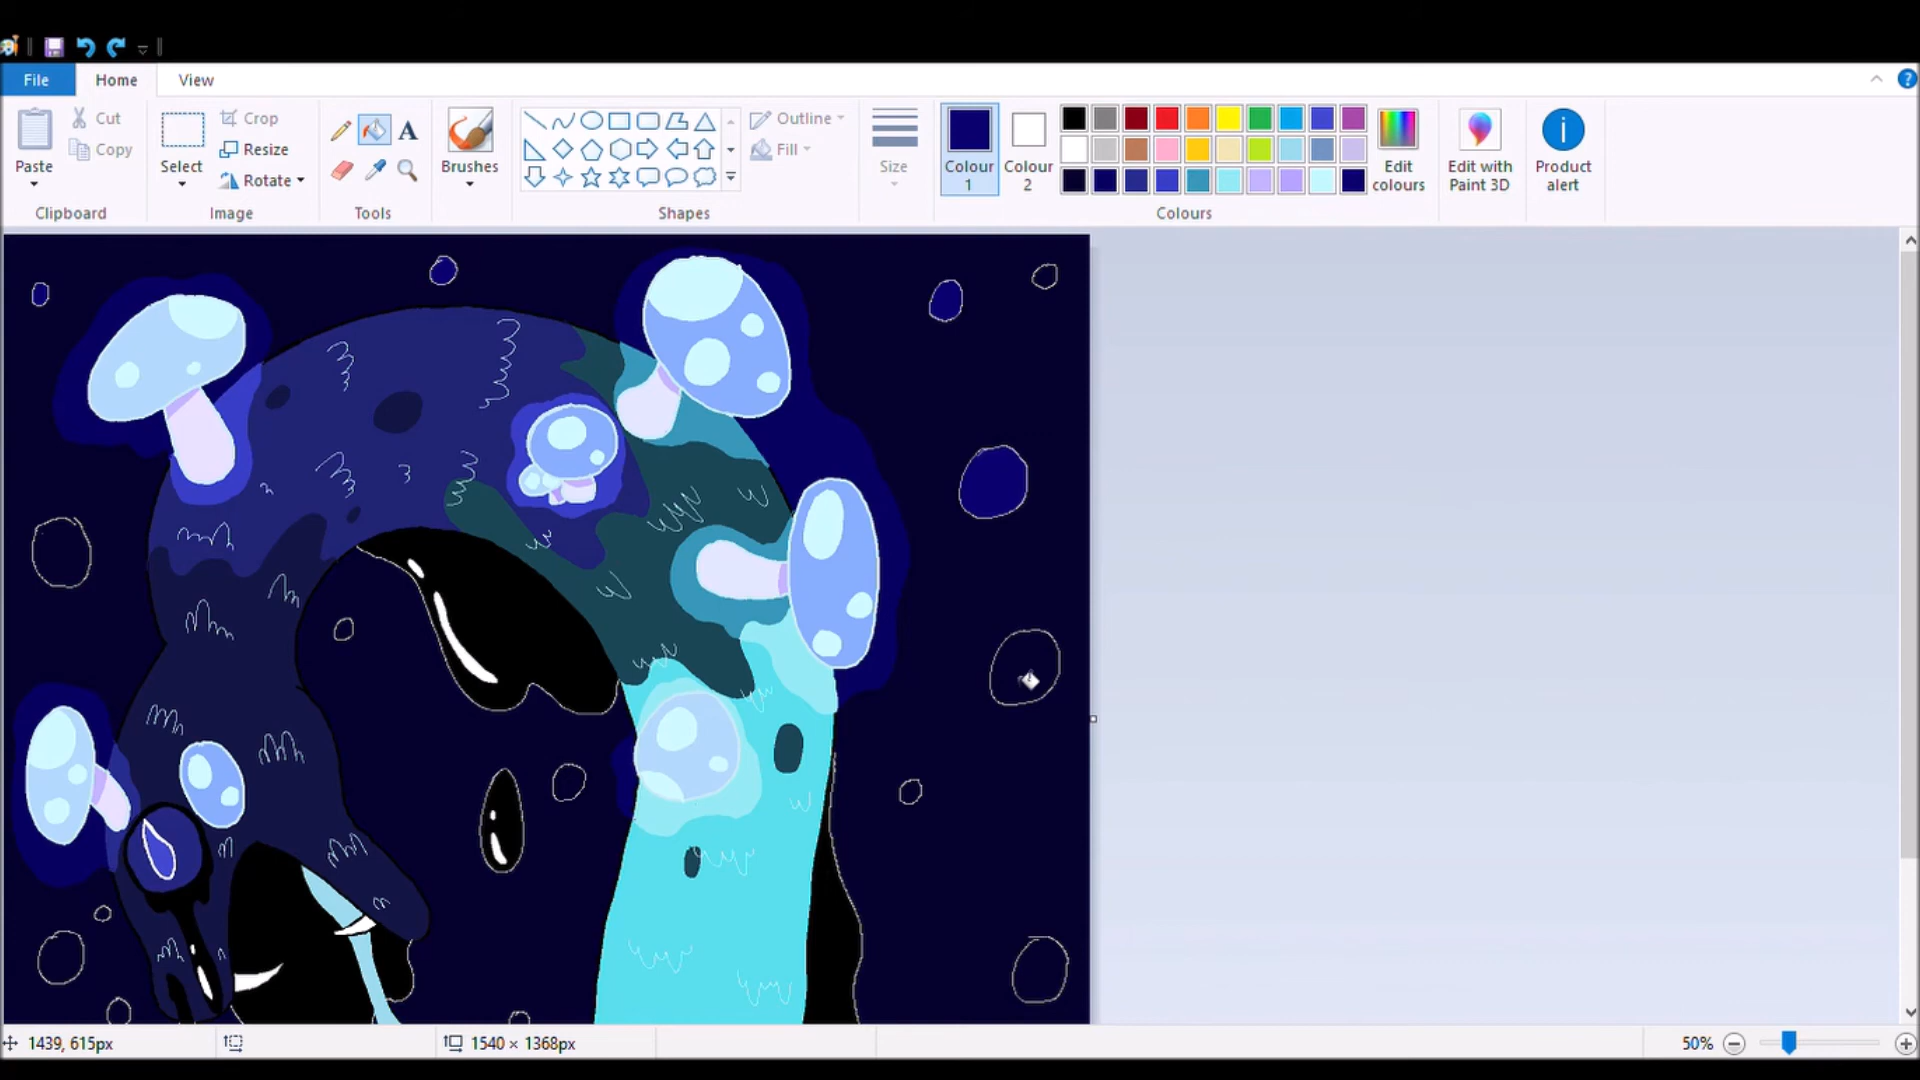 File Home View
Paste
Cut
Copy
Clipboard
Select
Crop
Resize
Rotate
Image
A
Tools
Brushes
Shapes
Outline
Fill
Size
Colour
1
Colour
2
Edit
colours
Colours
Edit with
Paint 3D
Product
alert
1439, 615px
1540 × 1368px
50%